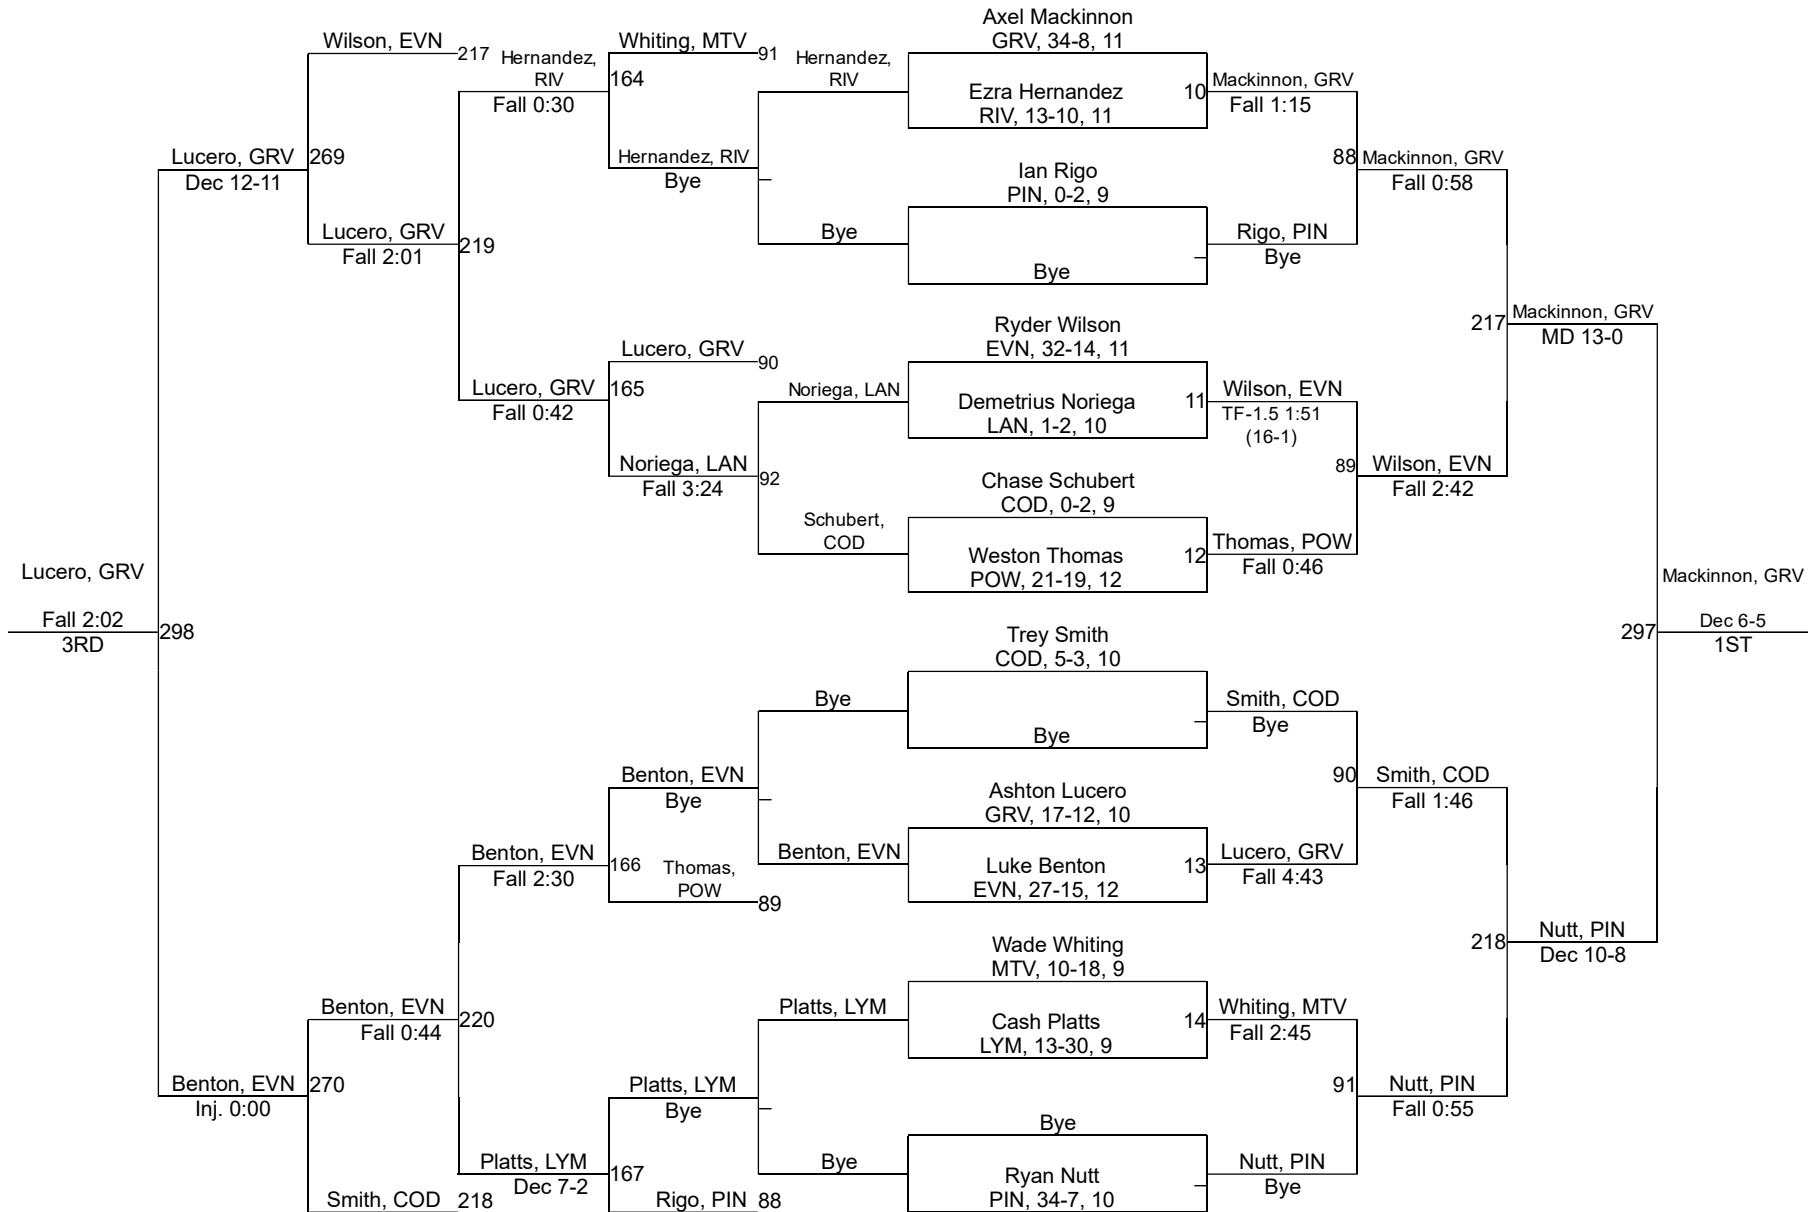 Axel Mackinnon
GRV, 34-8, 11
Wilson, EVN
217
Hernandez,
RIV
Fall 0:30
Whiting, MTV
91
164
Hernandez,
RIV
Ezra Hernandez
RIV, 13-10, 11
10
Mackinnon, GRV
Fall 1:15
Lucero, GRV
Dec 12-11
269
Hernandez, RIV
Bye
Ian Rigo
PIN, 0-2, 9
88
Mackinnon, GRV
Fall 0:58
Lucero, GRV
Fall 2:01
219
Bye
Bye
Rigo, PIN
Bye
Ryder Wilson
EVN, 32-14, 11
217
Mackinnon, GRV
MD 13-0
Lucero, GRV
90
Lucero, GRV
Fall 0:42
165
Noriega, LAN
Demetrius Noriega
LAN, 1-2, 10
11
Wilson, EVN
TF-1.5 1:51
(16-1)
Noriega, LAN
Fall 3:24
92
Chase Schubert
COD, 0-2, 9
89
Wilson, EVN
Fall 2:42
Schubert,
COD
Weston Thomas
POW, 21-19, 12
12
Thomas, POW
Fall 0:46
Lucero, GRV
Fall 2:02
3RD
298
Mackinnon, GRV
297
Dec 6-5
1ST
Trey Smith
COD, 5-3, 10
Bye
Bye
Smith, COD
Bye
Benton, EVN
Bye
Ashton Lucero
GRV, 17-12, 10
90
Smith, COD
Fall 1:46
Benton, EVN
Fall 2:30
166
Thomas,
POW
89
Benton, EVN
Luke Benton
EVN, 27-15, 12
13
Lucero, GRV
Fall 4:43
Wade Whiting
MTV, 10-18, 9
218
Nutt, PIN
Dec 10-8
Benton, EVN
Fall 0:44
220
Platts, LYM
Cash Platts
LYM, 13-30, 9
14
Whiting, MTV
Fall 2:45
Benton, EVN
Inj. 0:00
270
Platts, LYM
Bye
91
Nutt, PIN
Fall 0:55
Bye
Platts, LYM
Dec 7-2
167
Bye
Ryan Nutt
PIN, 34-7, 10
Nutt, PIN
Bye
Smith, COD
218
Rigo, PIN
88